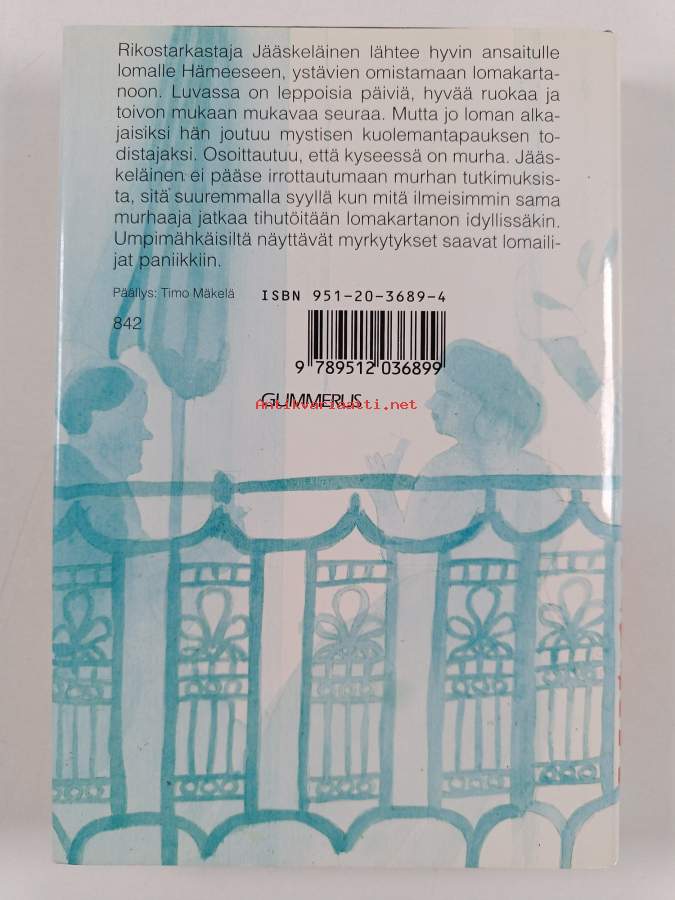 Rikostarkastaja Jääskeläinen lähtee hyvin ansaitulle
lomalle Hämeeseen, ystävien omistamaan lomakarta-
noon. Luvassa on leppoisia päiviä, hyvää ruokaa ja
toivon mukaan mukavaa seuraa. Mutta jo loman alka-
jaisiksi hän joutuu mystisen kuolemantapauksen to-
distajaksi. Osoittautuu, että kyseessä on murha. Jääs-
keläinen ei pääse irrottautumaan murhan tutkimuksis-
ta, sitä suuremmalla syyllä kun mitä ilmeisimmin sama
murhaaja jatkaa tihutöitään lomakartanon idyllissäkin.
Umpimähkäisiltä näyttävät myrkytykset saavat lomaili-
jat paniikkiin.
Päällys: Timo Mäkelä
ISBN 951-20-3689-4
842
9 789512 036899
GUMMERUS
Antikvariaatti.net